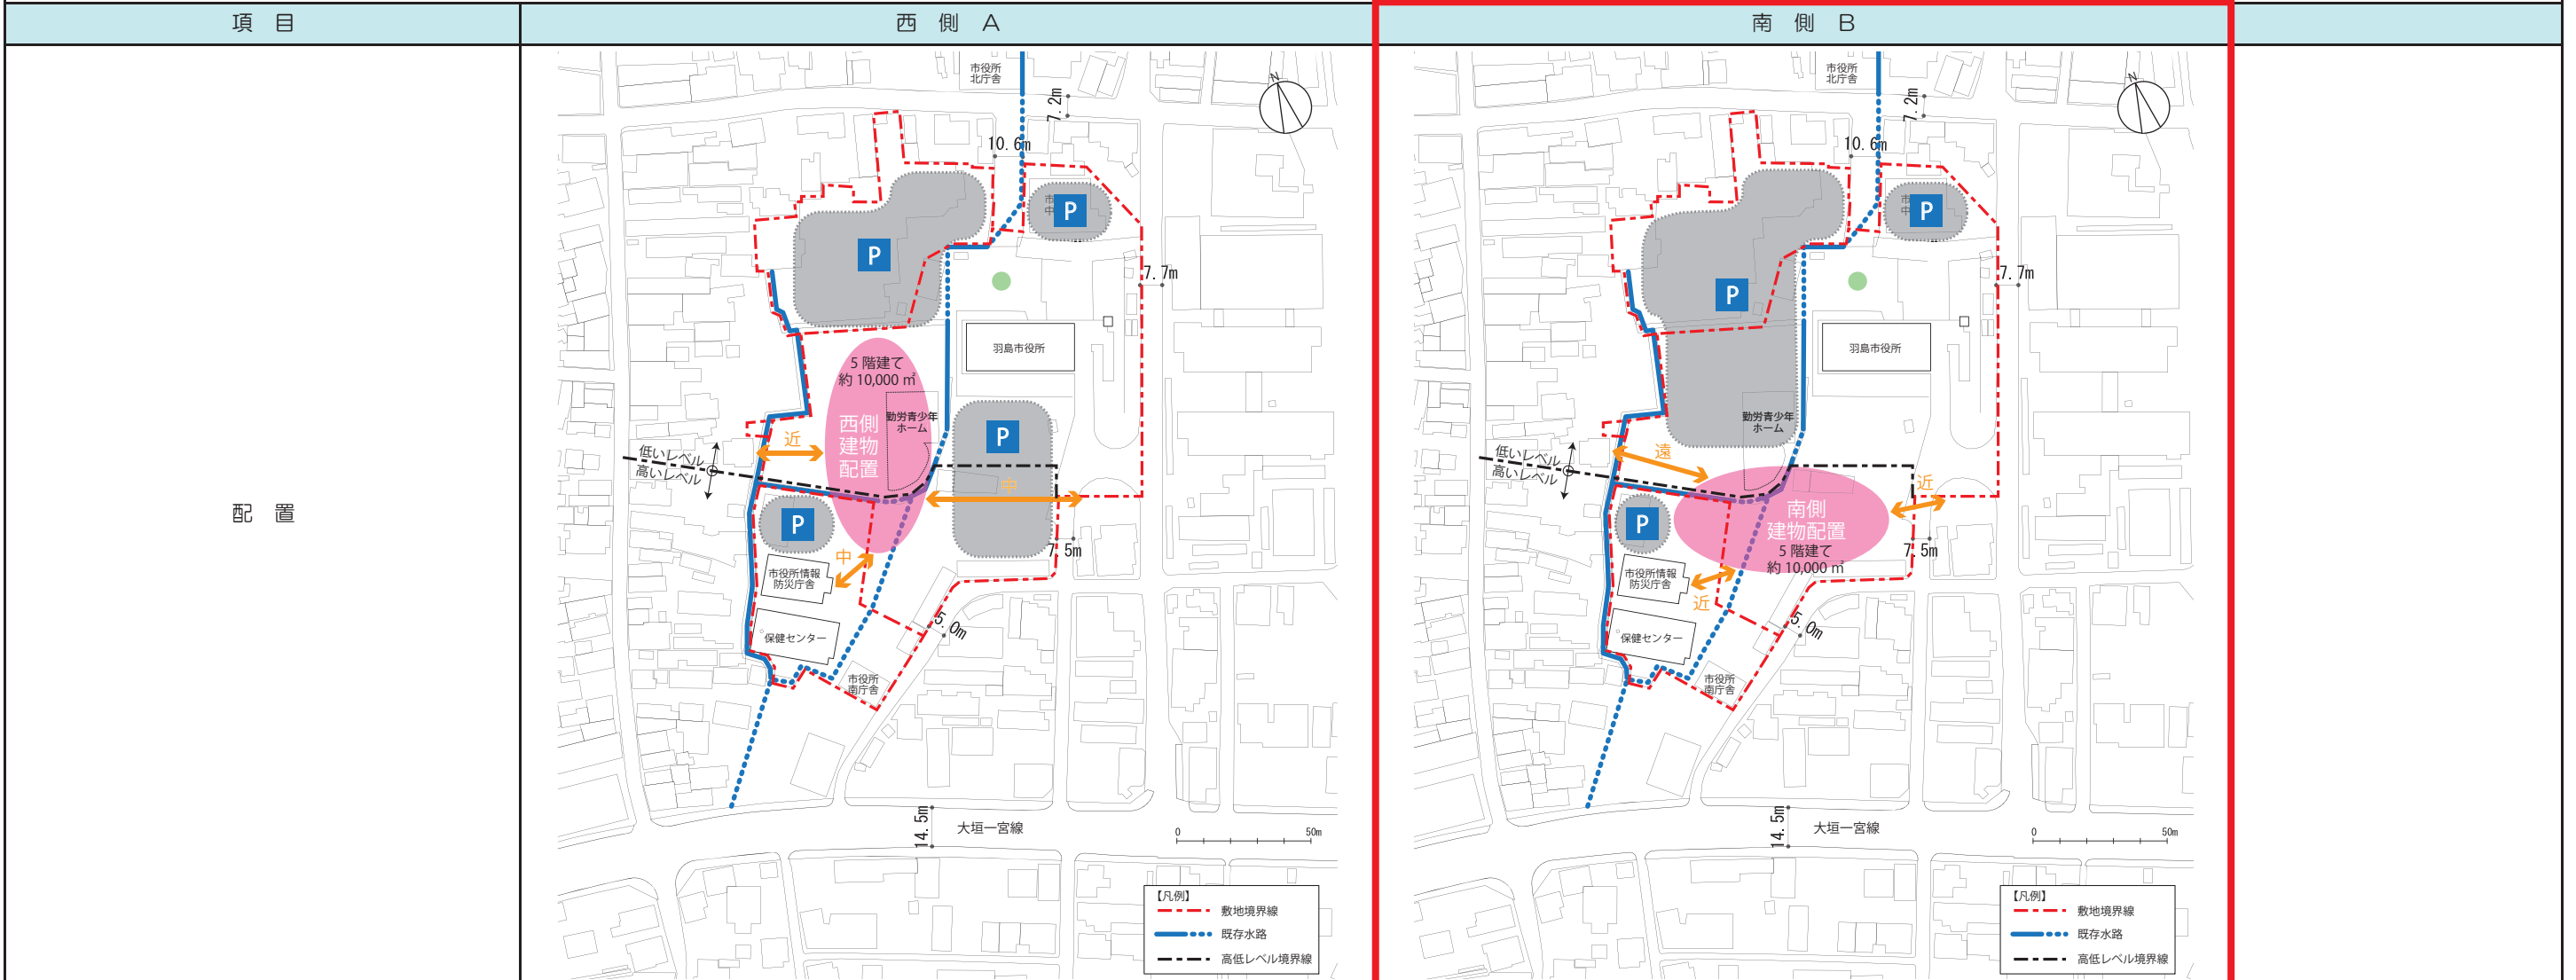 項 目
西 側 A
南 側 B
配 置
市役所
北庁舎
7.2m
N
10.6m
P
市
中
P
7.7m
羽島市役所
5 階建て
約 10,000 ㎡
西側
建物
配置
勤労青少年
ホーム
P
近
低いレベル
高いレベル
中
P
中
7.5m
市役所情報
防災庁舎
保健センター
5.0m
市役所
南庁舎
14.5m
大垣一宮線
0 50m
【凡例】
敷地境界線
既存水路
高低レベル境界線
市役所
北庁舎
7.2m
N
10.6m
市
中
P
7.7m
P
羽島市役所
勤労青少年
ホーム
遠
低いレベル
高いレベル
近
P
南側
建物配置
5 階建て
約 10,000 ㎡
7.5m
市役所情報
防災庁舎
近
保健センター
5.0m
市役所
南庁舎
14.5m
大垣一宮線
0 50m
【凡例】
敷地境界線
既存水路
高低レベル境界線